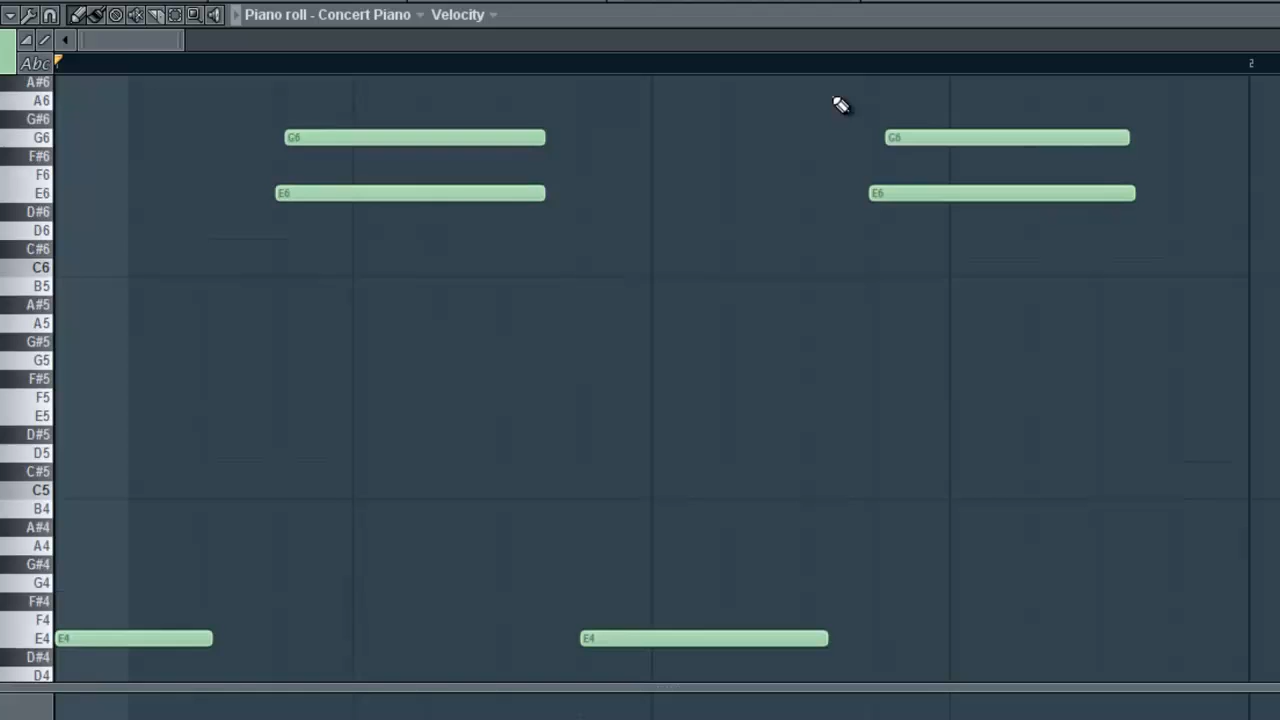 Piano roll - Concert Piano Velocity
Abc
2
A#6
A6
G#6
G6 G6 G6
F#6
F6
E6 E6 E6
D#6
D6
C#6
C6
B5
A#5
A5
G#5
G5
F#5
F5
E5
D#5
D5
C#5
C5
B4
A#4
A4
G#4
G4
F#4
F4
E4 E4 E4
D#4
D4